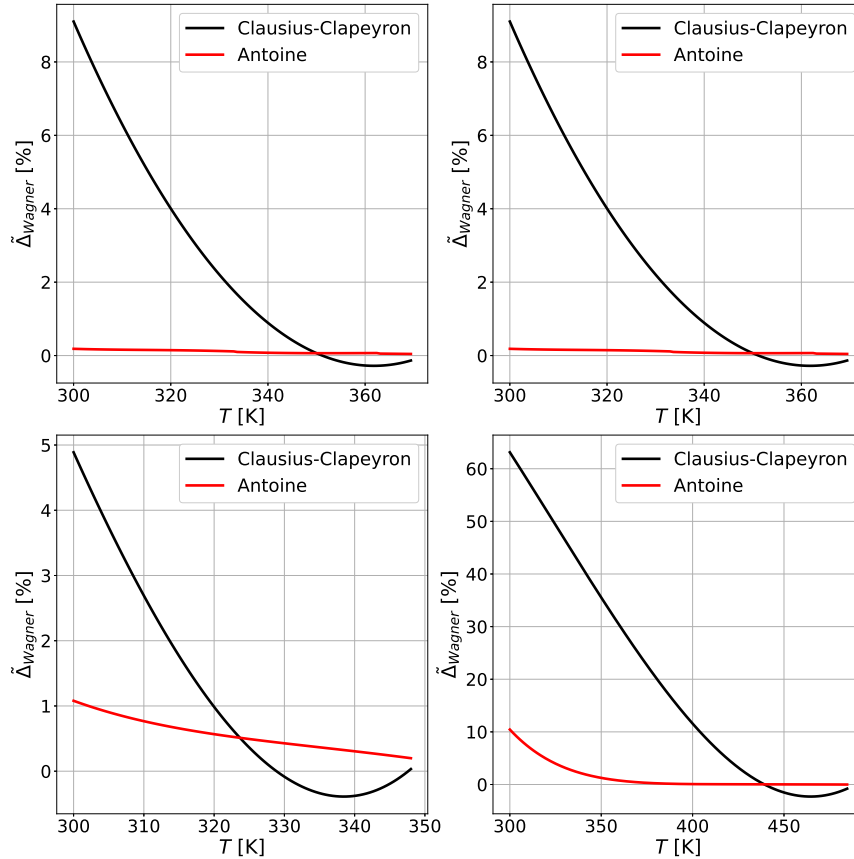 Clausius-Clapeyron
Antoine
8
6
4
2
0
Δ̃Wagner [%]
300
320
340
360
T [K]
Clausius-Clapeyron
Antoine
8
6
4
2
0
Δ̃Wagner [%]
300
320
340
360
T [K]
Clausius-Clapeyron
Antoine
5
4
3
2
1
0
Δ̃Wagner [%]
300
310
320
330
340
350
T [K]
Clausius-Clapeyron
Antoine
60
50
40
30
20
10
0
Δ̃Wagner [%]
300
350
400
450
T [K]